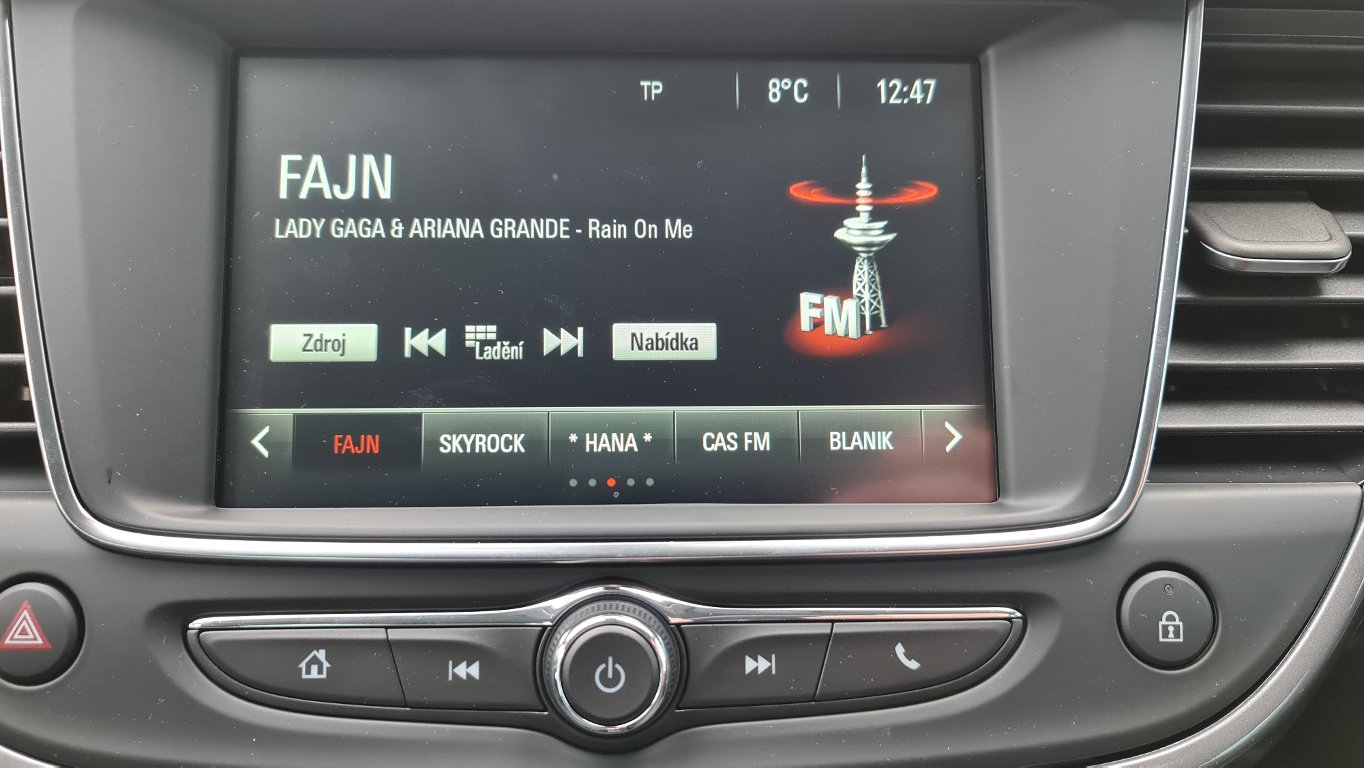 TP 8°C 12:47
FAJN
LADY GAGA & ARIANA GRANDE - Rain On Me
FM
Zdroj Ladění Nabídka
FAJN SKYROCK * HANA * CAS FM BLANIK